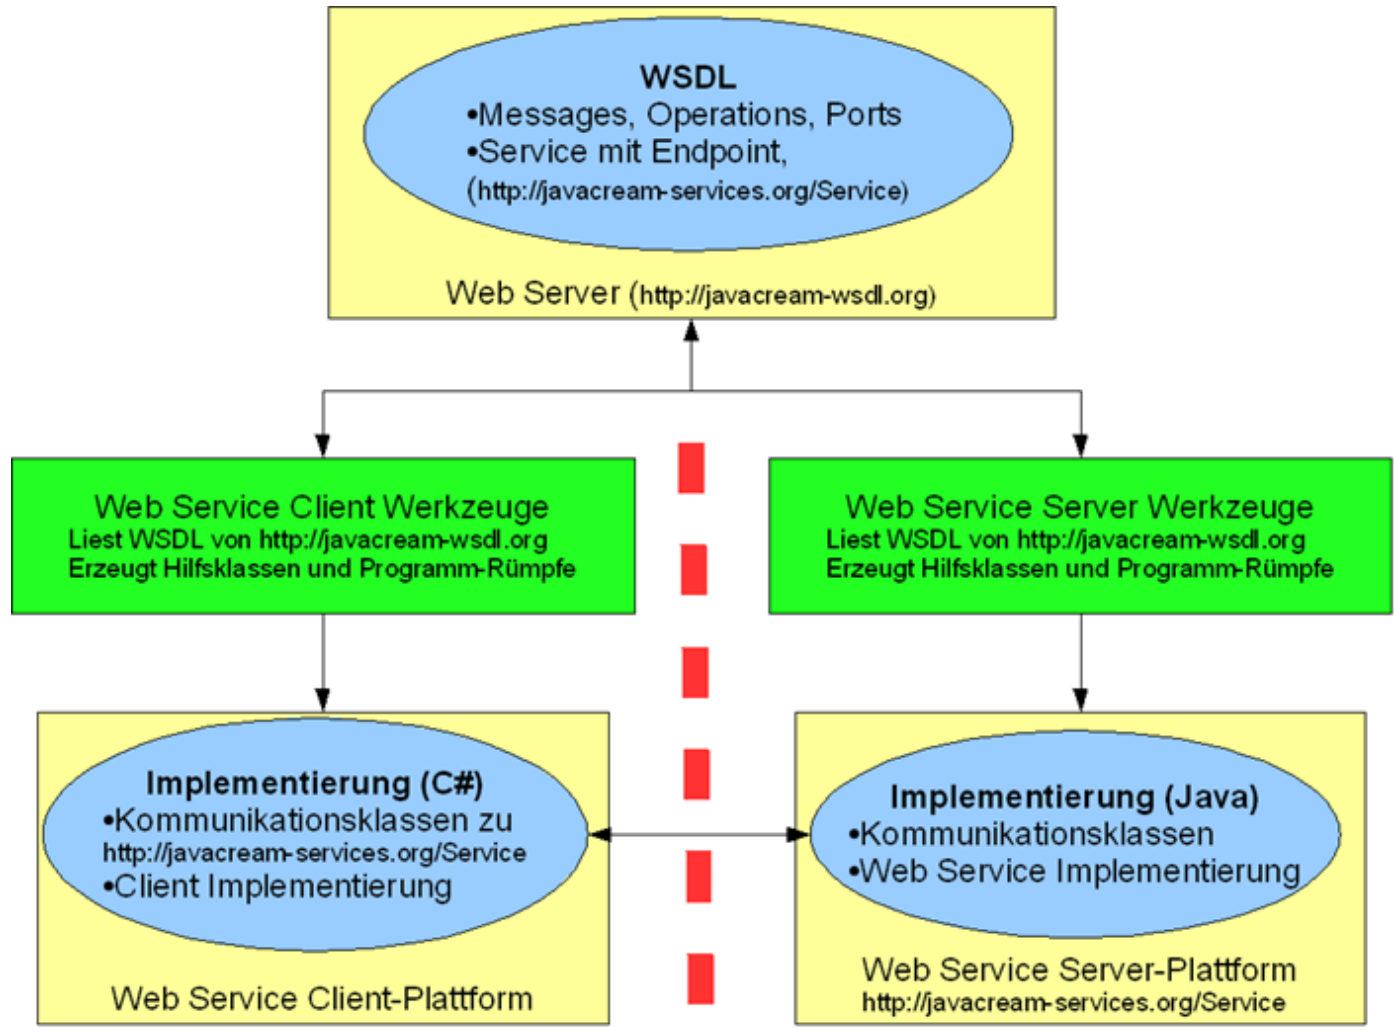 WSDL
•Messages, Operations, Ports
•Service mit Endpoint,
(http://javacream-services.org/Service)
Web Server (http://javacream-wsdl.org)
Web Service Client Werkzeuge
Liest WSDL von http://javacream-wsdl.org
Erzeugt Hilfsklassen und Programm-Rümpfe
Web Service Server Werkzeuge
Liest WSDL von http://javacream-wsdl.org
Erzeugt Hilfsklassen und Programm-Rümpfe
Implementierung (C#)
•Kommunikationsklassen zu
http://javacream-services.org/Service
•Client Implementierung
Web Service Client-Plattform
Implementierung (Java)
•Kommunikationsklassen
•Web Service Implementierung
Web Service Server-Plattform
http://javacream-services.org/Service